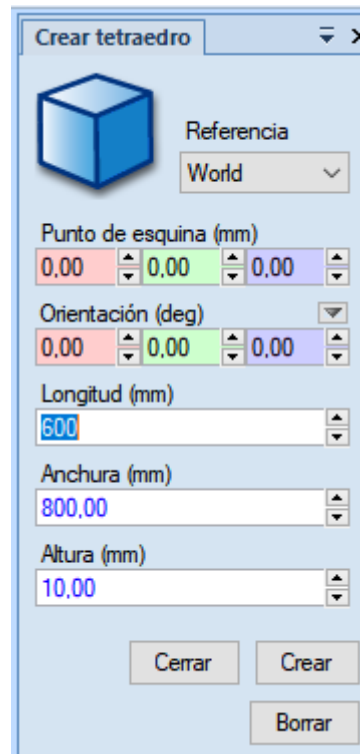 Crear tetraedro
Referencia
World
Punto de esquina (mm)
0,00 0,00 0,00
Orientación (deg)
0,00 0,00 0,00
Longitud (mm)
600
Anchura (mm)
800,00
Altura (mm)
10,00
Cerrar Crear
Borrar